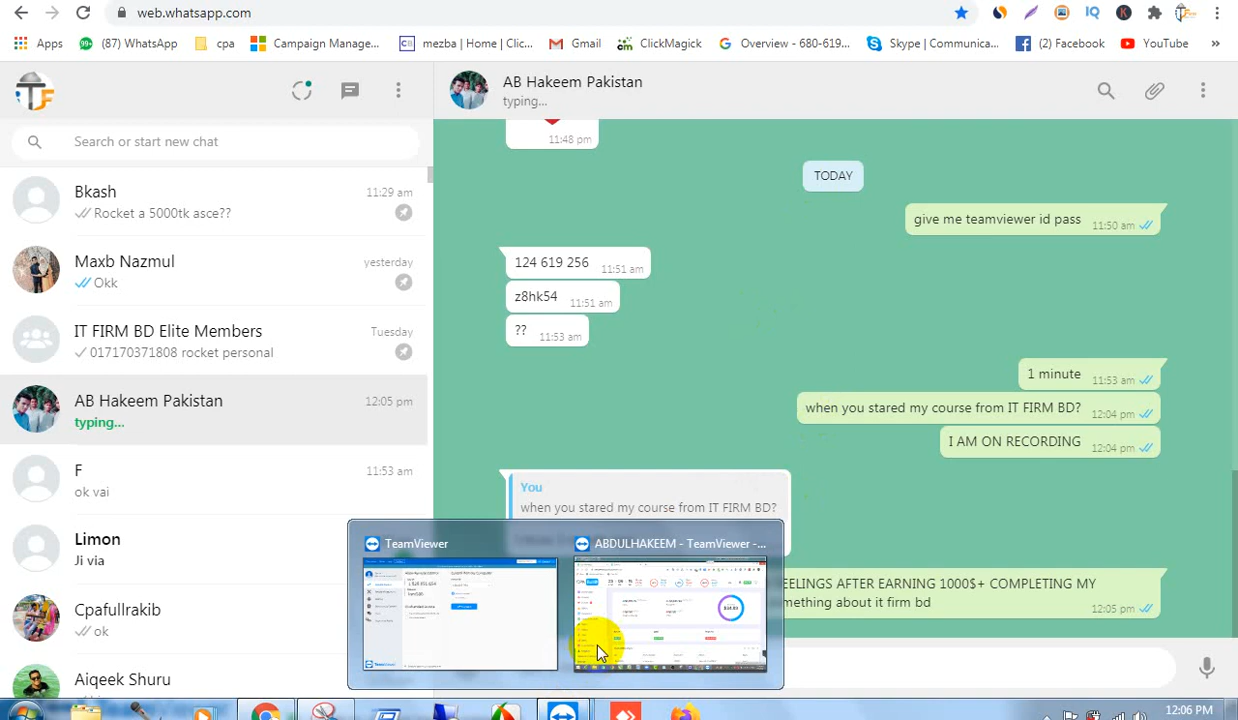 web.whatsapp.com
Apps
(87) WhatsApp
cpa
Campaign Manage...
mezba | Home | Clic...
Gmail
ClickMagick
Overview - 680-619...
Skype | Communica...
(2) Facebook
YouTube
»
TF
AB Hakeem Pakistan
typing...
Search or start new chat
11:48 pm
TODAY
Bkash
11:29 am
Rocket a 5000tk asce??
give me teamviewer id pass 11:50 am
Maxb Nazmul
yesterday
Okk
124 619 256 11:51 am
z8hk54 11:51 am
?? 11:53 am
IT FIRM BD Elite Members
Tuesday
017170371808 rocket personal
1 minute 11:53 am
AB Hakeem Pakistan
12:05 pm
typing...
when you stared my course from IT FIRM BD? 12:04 pm
I AM ON RECORDING 12:04 pm
F
11:53 am
ok vai
You
when you stared my course from IT FIRM BD?
Limon
Ji via
TeamViewer
ABDULHAKEEM - TeamViewer -...
EELINGS AFTER EARNING 1000$+ COMPLETING MY
mething about it firm bd 12:05 pm
Cpafullrakib
ok
TeamViewer
Aiqeek Shuru
12:06 PM